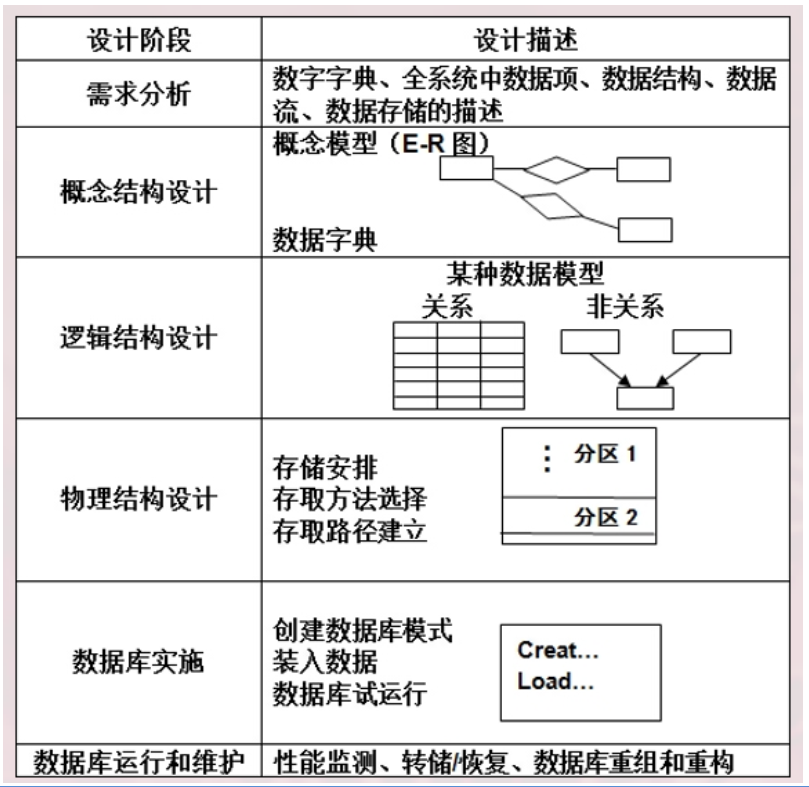 设计阶段
设计描述
需求分析
数字字典、全系统中数据项、数据结构、数据
流、数据存储的描述
概念结构设计
概念模型（E-R 图）
数据字典
逻辑结构设计
某种数据模型
关系
非关系
物理结构设计
存储安排
存取方法选择
存取路径建立
⋮ 分区 1
分区 2
数据库实施
创建数据库模式
装入数据
数据库试运行
Creat…
Load…
数据库运行和维护
性能监测、转储/恢复、数据库重组和重构